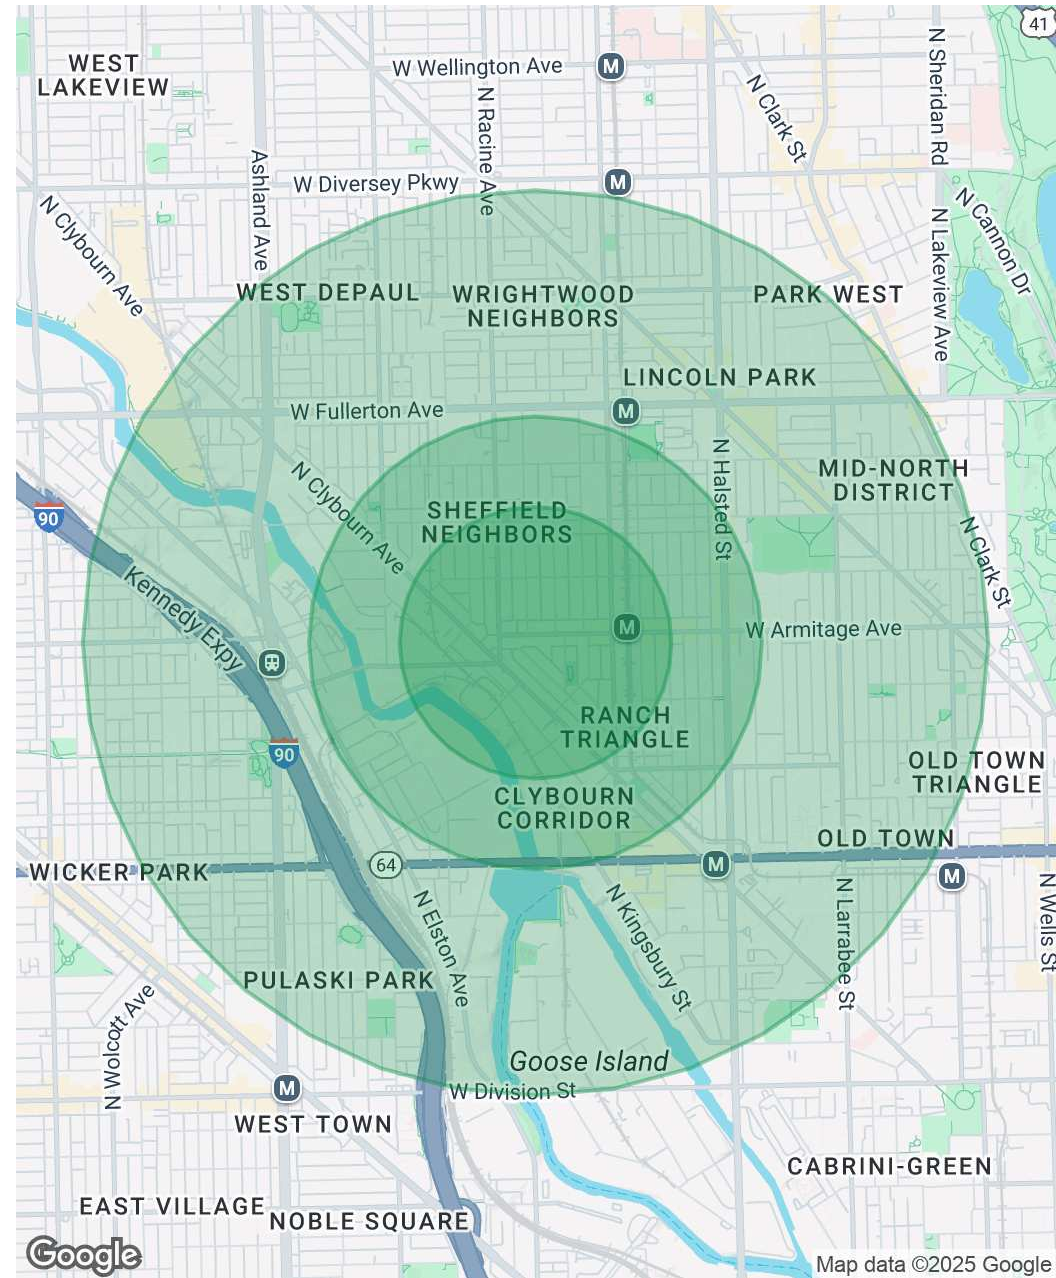 41
WEST
LAKEVIEW
W Wellington Ave
M
N Clark St
N Sheridan Rd
N Racine Ave
Ashland Ave
W Diversey Pkwy
M
N Clybourn Ave
N Cannon Dr
N Lakeview Ave
WEST DEPAUL
WRIGHTWOOD
NEIGHBORS
PARK WEST
LINCOLN PARK
W Fullerton Ave
M
N Halsted St
MID-NORTH
DISTRICT
N Clybourn Ave
SHEFFIELD
NEIGHBORS
90
N Clark St
Kennedy Expy
M
W Armitage Ave
RANCH
TRIANGLE
90
OLD TOWN
TRIANGLE
CLYBOURN
CORRIDOR
OLD TOWN
64
M
WICKER PARK
M
N Elston Ave
N Kingsbury St
N Larrabee St
N Wells St
PULASKI PARK
N Wolcott Ave
Goose Island
W Division St
M
WEST TOWN
CABRINI-GREEN
EAST VILLAGE
NOBLE SQUARE
Google
Map data ©2025 Google